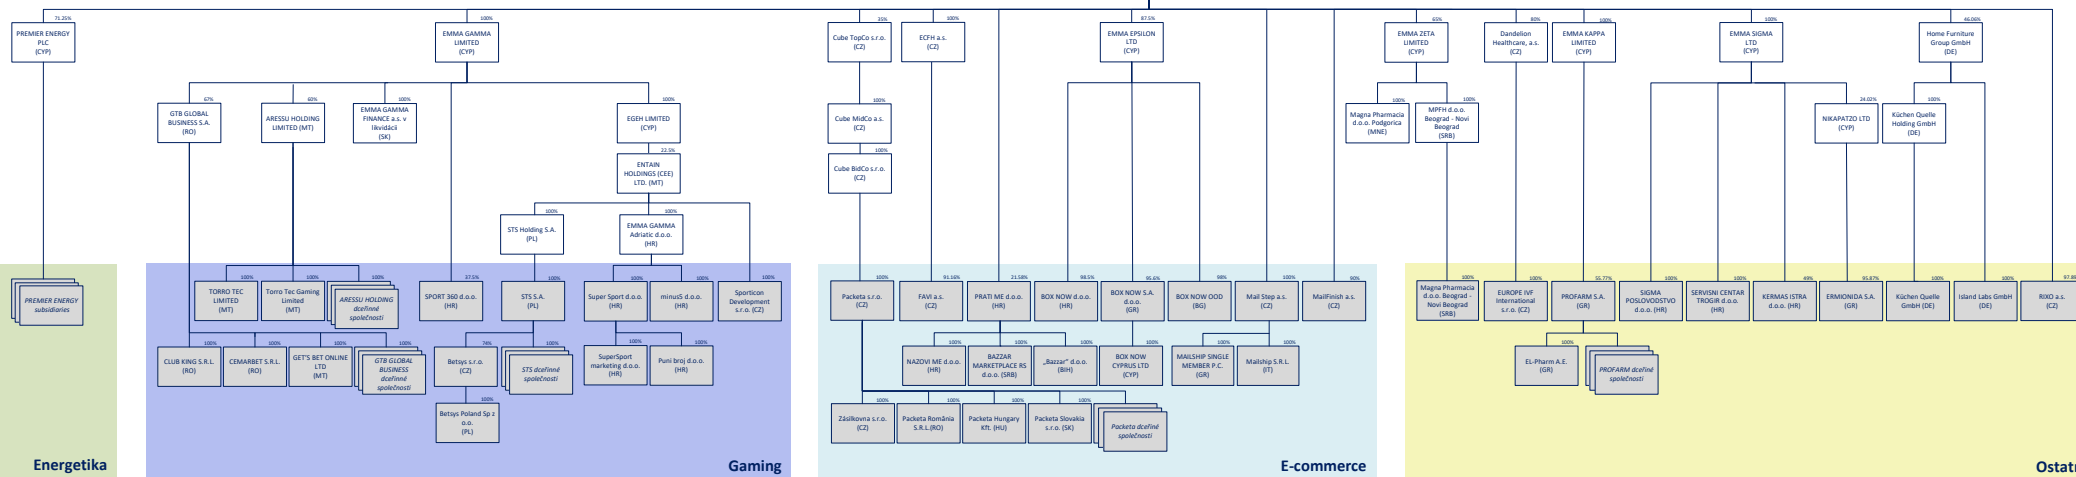 71.25%
PREMIER ENERGY
PLC
(CYP)
100%
EMMA GAMMA
LIMITED
(CYP)
35%
Cube TopCo s.r.o.
(CZ)
100%
ECFH a.s.
(CZ)
87.5%
EMMA EPSILON
LTD
(CYP)
65%
EMMA ZETA
LIMITED
(CYP)
80%
Dandelion
Healthcare, a.s.
(CZ)
100%
EMMA KAPPA
LIMITED
(CYP)
100%
EMMA SIGMA
LTD
(CYP)
46.06%
Home Furniture
Group GmbH
(DE)
67%
GTB GLOBAL
BUSINESS S.A.
(RO)
60%
ARESSU HOLDING
LIMITED (MT)
100%
EMMA GAMMA
FINANCE a.s. v
likvidácii
(SK)
100%
EGEH LIMITED
(CYP)
100%
Cube MidCo a.s.
(CZ)
100%
Magna Pharmacia
d.o.o. Podgorica
(MNE)
100%
MPFH d.o.o.
Beograd - Novi
Beograd
(SRB)
24.02%
NIKAPATZO LTD
(CYP)
100%
Küchen Quelle
Holding GmbH
(DE)
22.5%
ENTAIN
HOLDINGS (CEE)
LTD. (MT)
100%
Cube BidCo s.r.o.
(CZ)
100%
STS Holding S.A.
(PL)
100%
EMMA GAMMA
Adriatic d.o.o.
(HR)
PREMIER ENERGY
subsidiaries
100%
TORRO TEC
LIMITED
(MT)
100%
Torro Tec Gaming
Limited
(MT)
100%
ARESSU HOLDING
dceřinné
společnosti
37.5%
SPORT 360 d.o.o.
(HR)
100%
STS S.A.
(PL)
100%
Super Sport d.o.o.
(HR)
100%
minus5 d.o.o.
(HR)
100%
Sporticon
Development
s.r.o. (CZ)
100%
Packeta s.r.o.
(CZ)
91.16%
FAVI a.s.
(CZ)
21.58%
PRATI ME d.o.o.
(HR)
98.5%
BOX NOW d.o.o.
(HR)
95.6%
BOX NOW S.A.
d.o.o.
(GR)
98%
BOX NOW OOD
(BG)
100%
Mail Step a.s.
(CZ)
90%
MailFinish a.s.
(CZ)
100%
Magna Pharmacia
d.o.o. Beograd -
Novi Beograd
(SRB)
100%
EUROPE IVF
International
s.r.o. (CZ)
55.77%
PROFARM S.A.
(GR)
100%
SIGMA
POSLOVODSTVO
d.o.o. (HR)
100%
SERVISNI CENTAR
TROGIR d.o.o.
(HR)
49%
KERMAS ISTRA
d.o.o. (HR)
95.87%
ERMIONIDA S.A.
(GR)
100%
Küchen Quelle
GmbH (DE)
100%
Island Labs GmbH
(DE)
RIXO a.s.
(CZ)
100%
CLUB KING S.R.L.
(RO)
100%
CEMARBET S.R.L.
(RO)
100%
GET'S BET ONLINE
LTD
(MT)
100%
GTB GLOBAL
BUSINESS
dceřinné
společnosti
74%
Betsys s.r.o.
(CZ)
100%
STS dceřinné
společnosti
100%
SuperSport
marketing d.o.o.
(HR)
100%
Puni broj d.o.o.
(HR)
100%
NAZOVI ME d.o.o.
(HR)
100%
BAZZAR
MARKETPLACE RS
d.o.o. (SRB)
100%
„Bazzar" d.o.o.
(BIH)
100%
BOX NOW
CYPRUS LTD
(CYP)
100%
MAILSHIP SINGLE
MEMBER P.C.
(GR)
100%
Mailship S.R.L.
(IT)
100%
EL-Pharm A.E.
(GR)
100%
PROFARM dceřiné
společnosti
100%
Betsys Poland Sp z
o.o.
(PL)
100%
Zásilkovna s.r.o.
(CZ)
100%
Packeta România
S.R.L.(RO)
100%
Packeta Hungary
Kft. (HU)
100%
Packeta Slovakia
s.r.o. (SK)
100%
Packeta dceřiné
společnosti
Energetika
Gaming
E-commerce